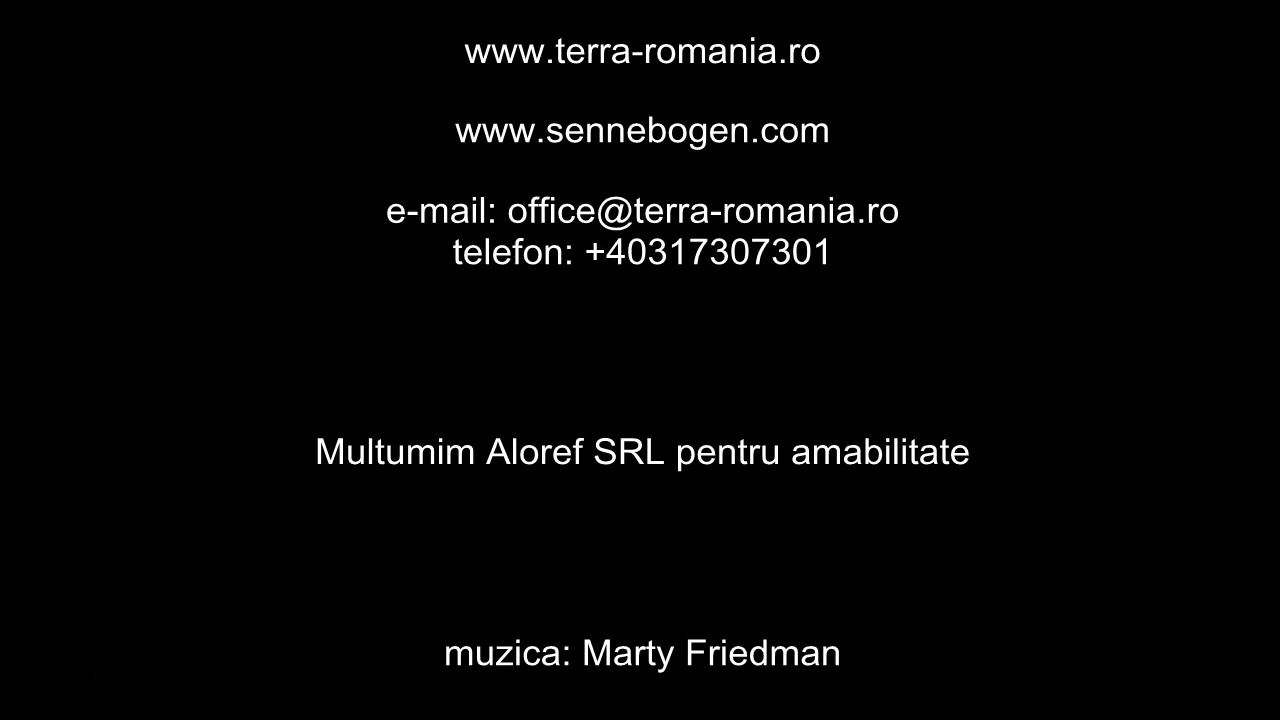 www.terra-romania.ro
www.sennebogen.com
e-mail: office@terra-romania.ro
telefon: +40317307301
Multumim Aloref SRL pentru amabilitate
muzica: Marty Friedman